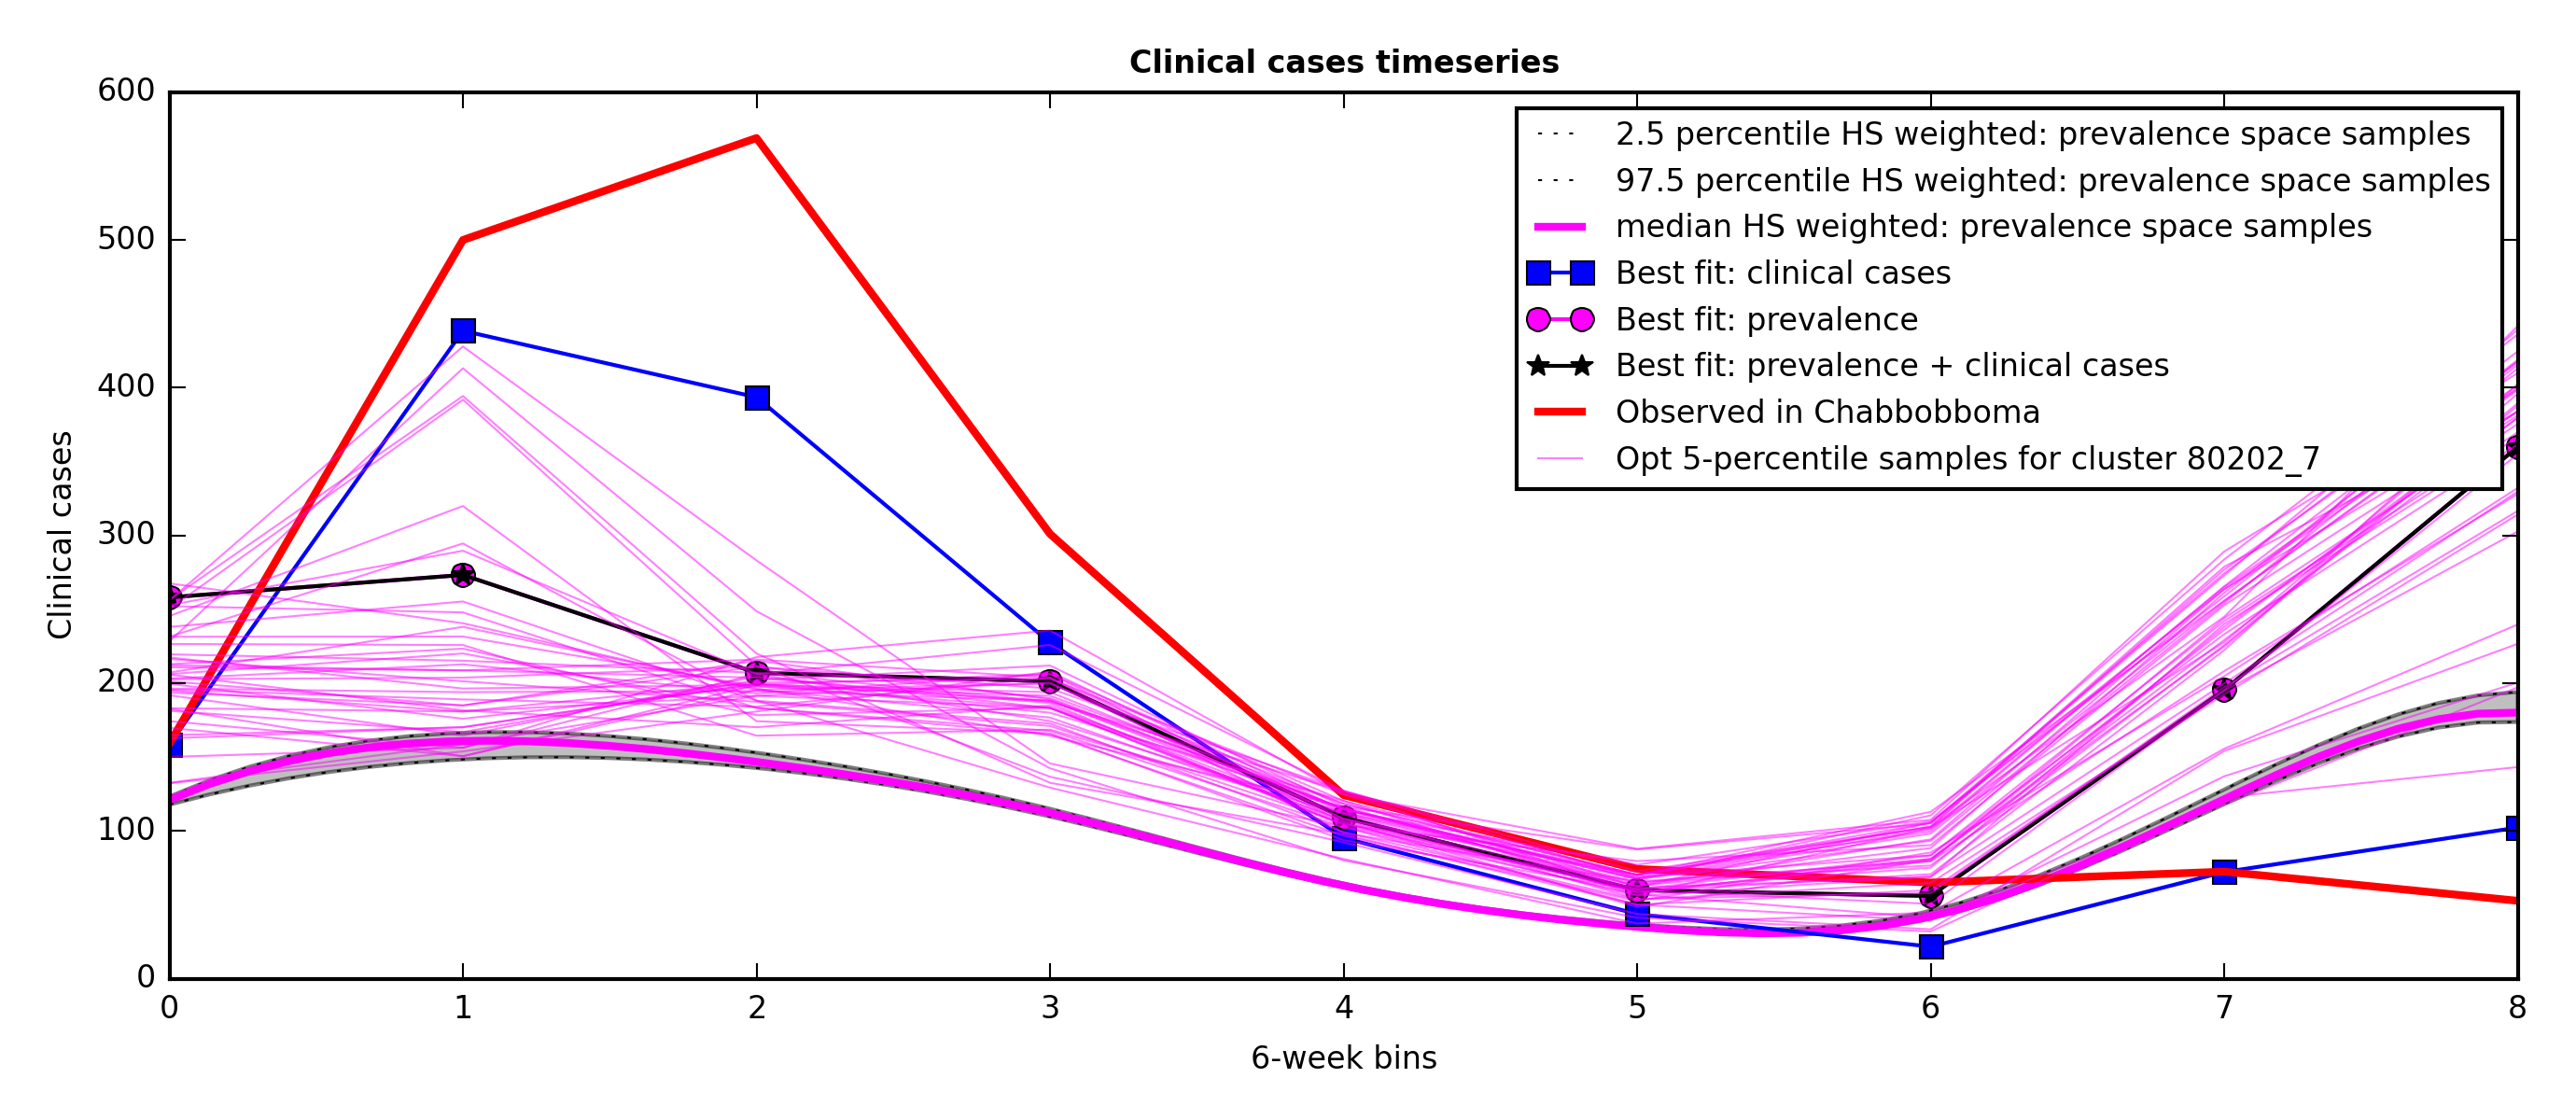 Clinical cases timeseries
600
500
400
300
200
100
0
Clinical cases
2.5 percentile HS weighted: prevalence space samples
97.5 percentile HS weighted: prevalence space samples
median HS weighted: prevalence space samples
Best fit: clinical cases
Best fit: prevalence
Best fit: prevalence + clinical cases
Observed in Chabbobboma
Opt 5-percentile samples for cluster 80202_7
0 1 2 3 4 5 6 7 8
6-week bins